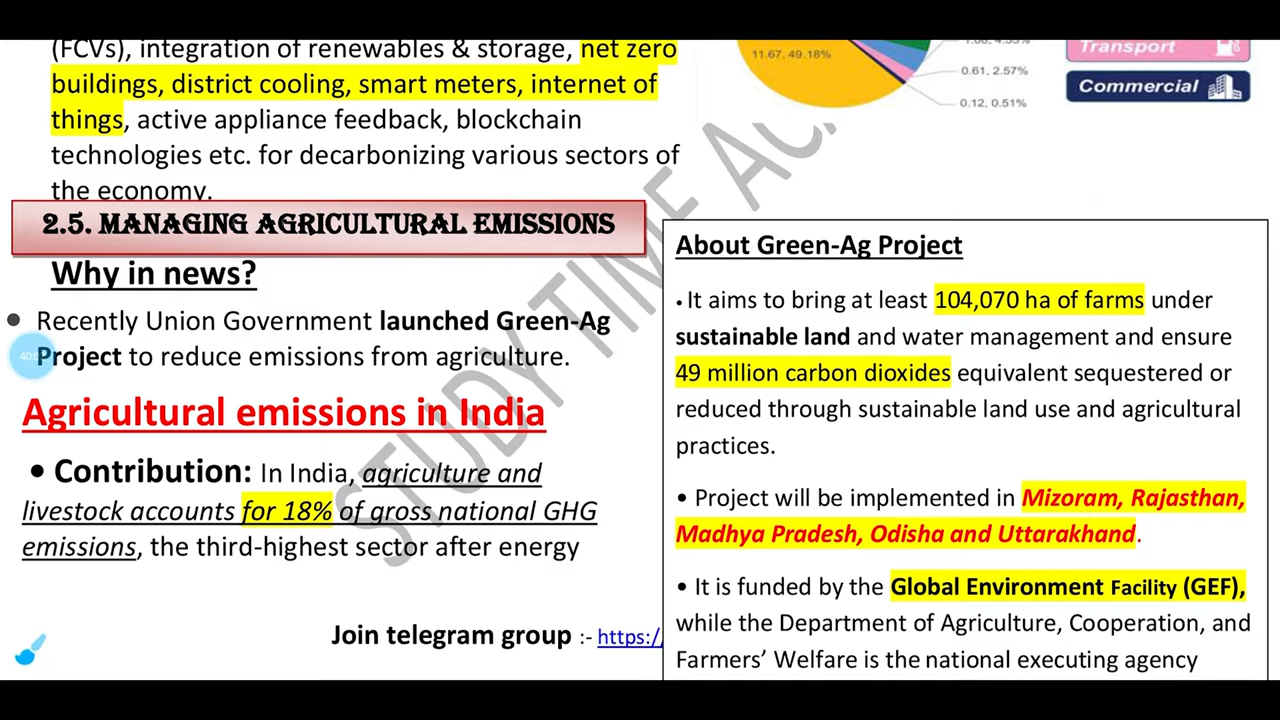 (FCVs), integration of renewables & storage, net zero
buildings, district cooling, smart meters, internet of
things, active appliance feedback, blockchain
technologies etc. for decarbonizing various sectors of
the economy.
11.67, 49.18%
0.61, 2.57%
0.12, 0.51%
Transport
Commercial
2.5. MANAGING AGRICULTURAL EMISSIONS
Why in news?
● Recently Union Government launched Green-Ag
Project to reduce emissions from agriculture.
Agricultural emissions in India
• Contribution: In India, agriculture and
livestock accounts for 18% of gross national GHG
emissions, the third-highest sector after energy
Join telegram group :- https:/
About Green-Ag Project
• It aims to bring at least 104,070 ha of farms under
sustainable land and water management and ensure
49 million carbon dioxides equivalent sequestered or
reduced through sustainable land use and agricultural
practices.
• Project will be implemented in Mizoram, Rajasthan,
Madhya Pradesh, Odisha and Uttarakhand.
• It is funded by the Global Environment Facility (GEF),
while the Department of Agriculture, Cooperation, and
Farmers’ Welfare is the national executing agency
STUDY TIME